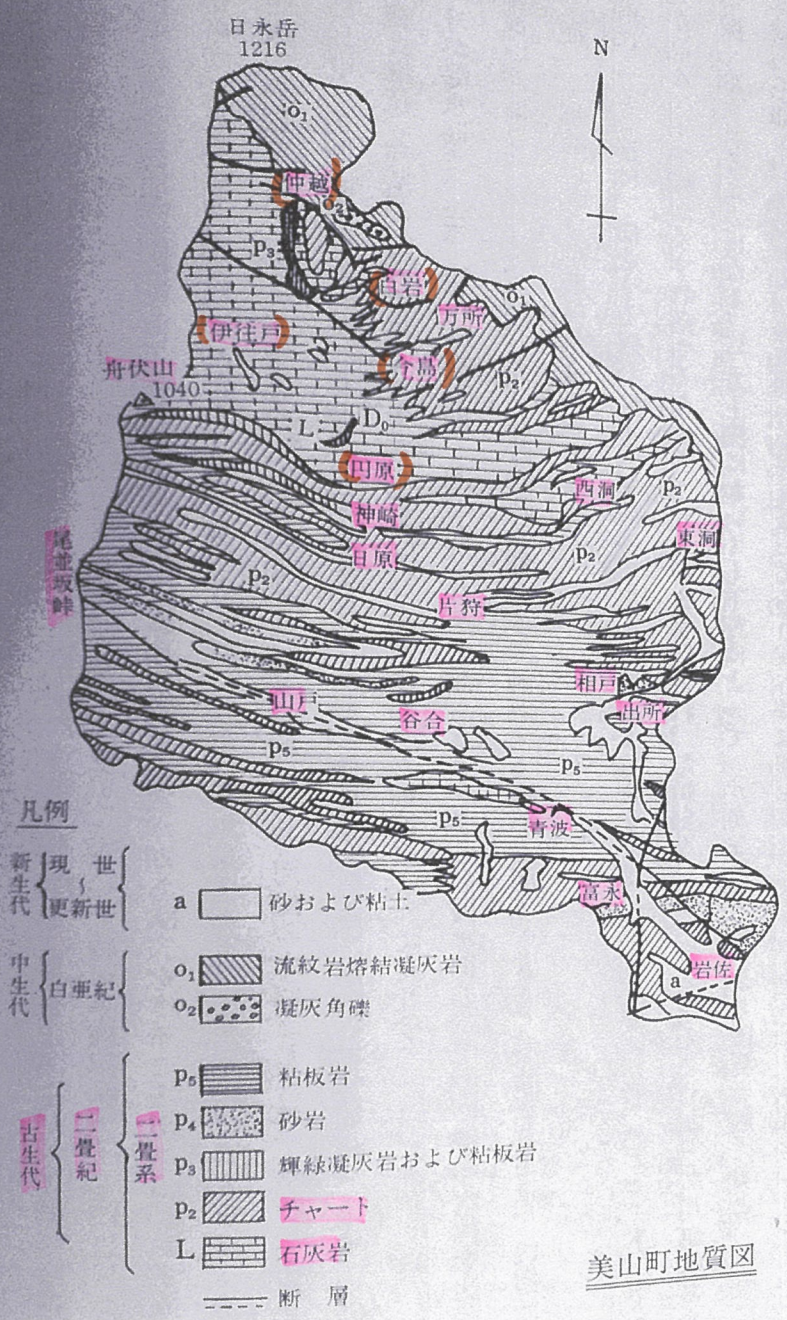 日永岳
1216
N
o₁
仲越
o₂
p₃
白岩
o₁
万所
伊往戸
今島
舟伏山
1040
p₂
L
D₀
円原
西洞
p₂
神崎
東洞
尾並坂峠
日原
p₂
p₂
片狩
相戸
山戸
出所
谷合
p₅
p₅
p₅
青波
富永
岩佐
a
凡例
新生代
現世
〜
更新世
a
砂および粘土
中生代
白亜紀
o₁
流紋岩熔結凝灰岩
o₂
凝灰角礫
古生代
二畳紀
二畳系
p₅
粘板岩
p₄
砂岩
p₃
輝緑凝灰岩および粘板岩
p₂
チャート
L
石灰岩
断層
美山町地質図